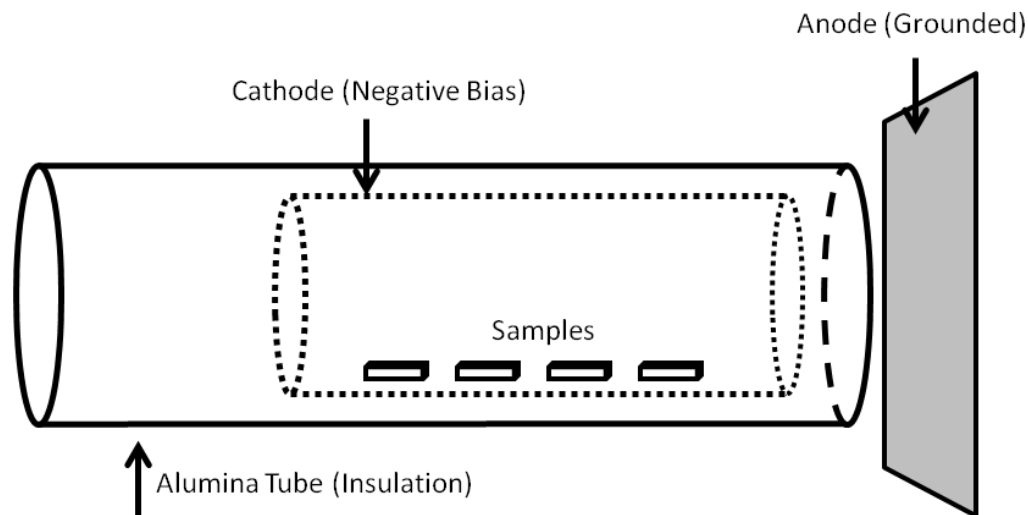 Anode (Grounded)
Cathode (Negative Bias)
Samples
Alumina Tube (Insulation)